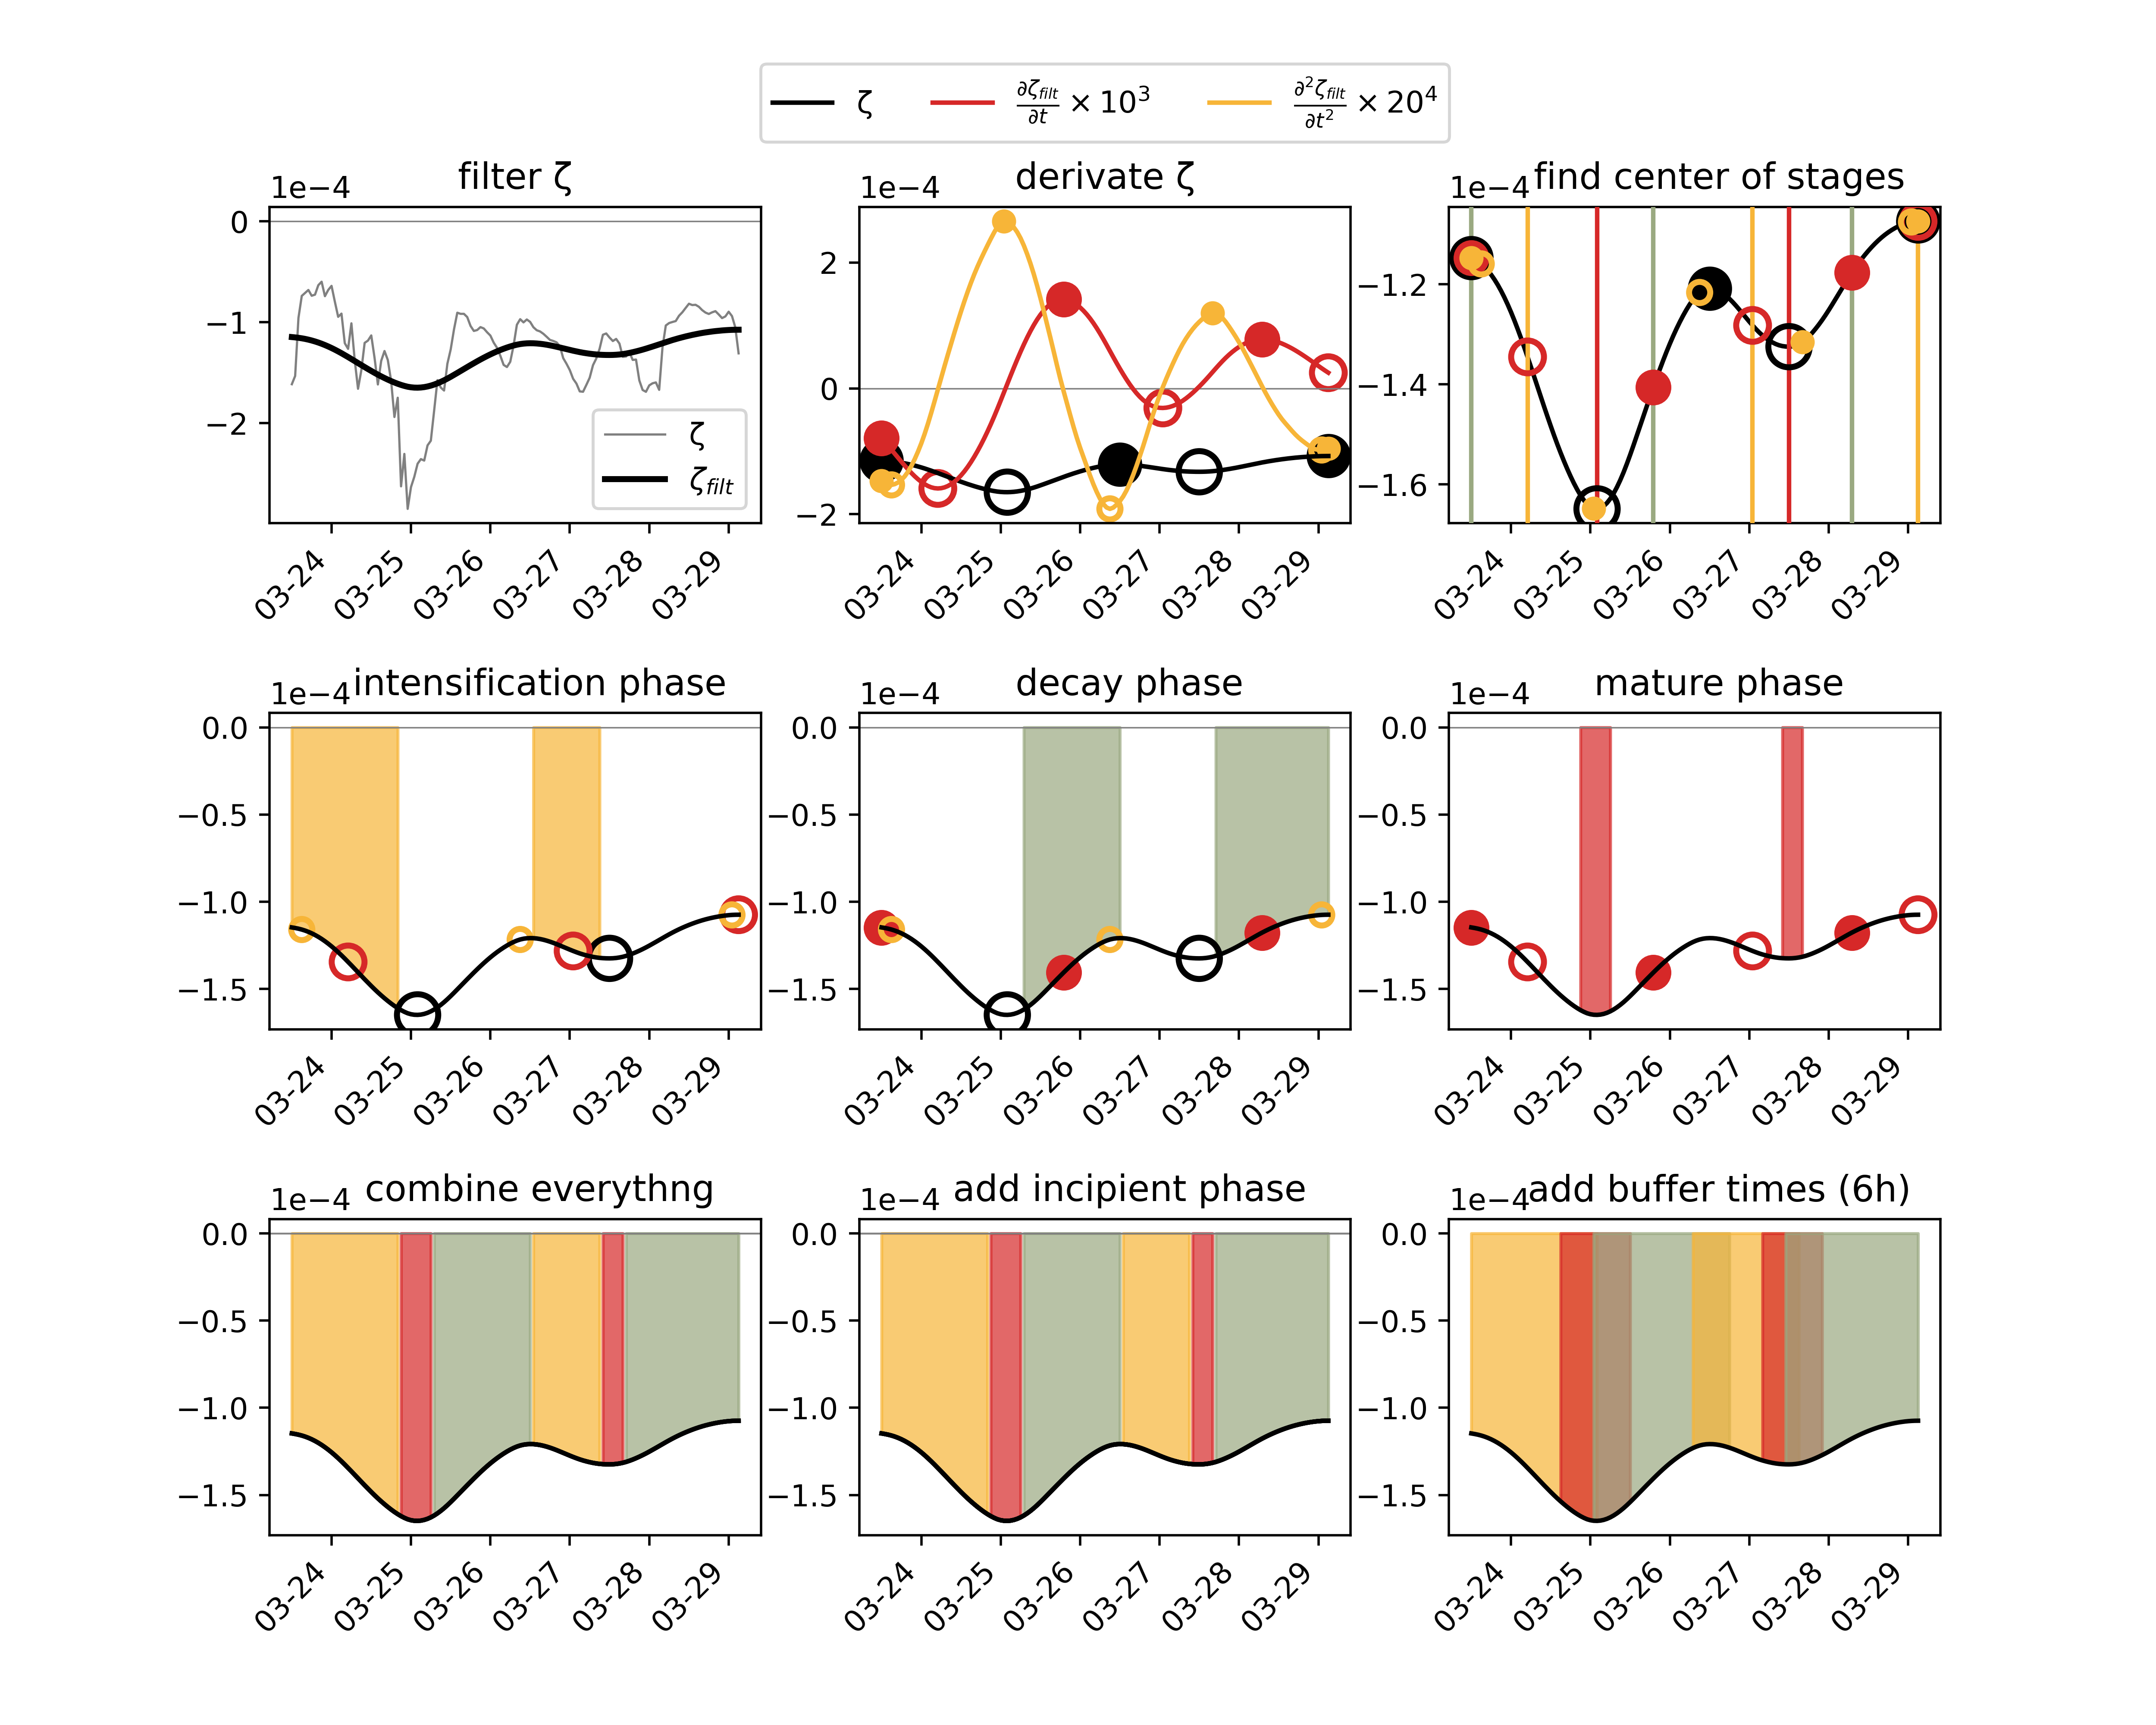 ζ ∂ζ_filt/∂t × 10³ ∂²ζ_filt/∂t² × 20⁴
filter ζ
1e−4
0
−1
−2
ζ
ζ_filt
03-24 03-25 03-26 03-27 03-28 03-29
derivate ζ
1e−4
2
0
−2
03-24 03-25 03-26 03-27 03-28 03-29
find center of stages
1e−4
−1.2
−1.4
−1.6
03-24 03-25 03-26 03-27 03-28 03-29
intensification phase
1e−4
0.0
−0.5
−1.0
−1.5
03-24 03-25 03-26 03-27 03-28 03-29
decay phase
1e−4
0.0
−0.5
−1.0
−1.5
03-24 03-25 03-26 03-27 03-28 03-29
mature phase
1e−4
0.0
−0.5
−1.0
−1.5
03-24 03-25 03-26 03-27 03-28 03-29
combine everythng
1e−4
0.0
−0.5
−1.0
−1.5
03-24 03-25 03-26 03-27 03-28 03-29
add incipient phase
1e−4
0.0
−0.5
−1.0
−1.5
03-24 03-25 03-26 03-27 03-28 03-29
add buffer times (6h)
1e−4
0.0
−0.5
−1.0
−1.5
03-24 03-25 03-26 03-27 03-28 03-29